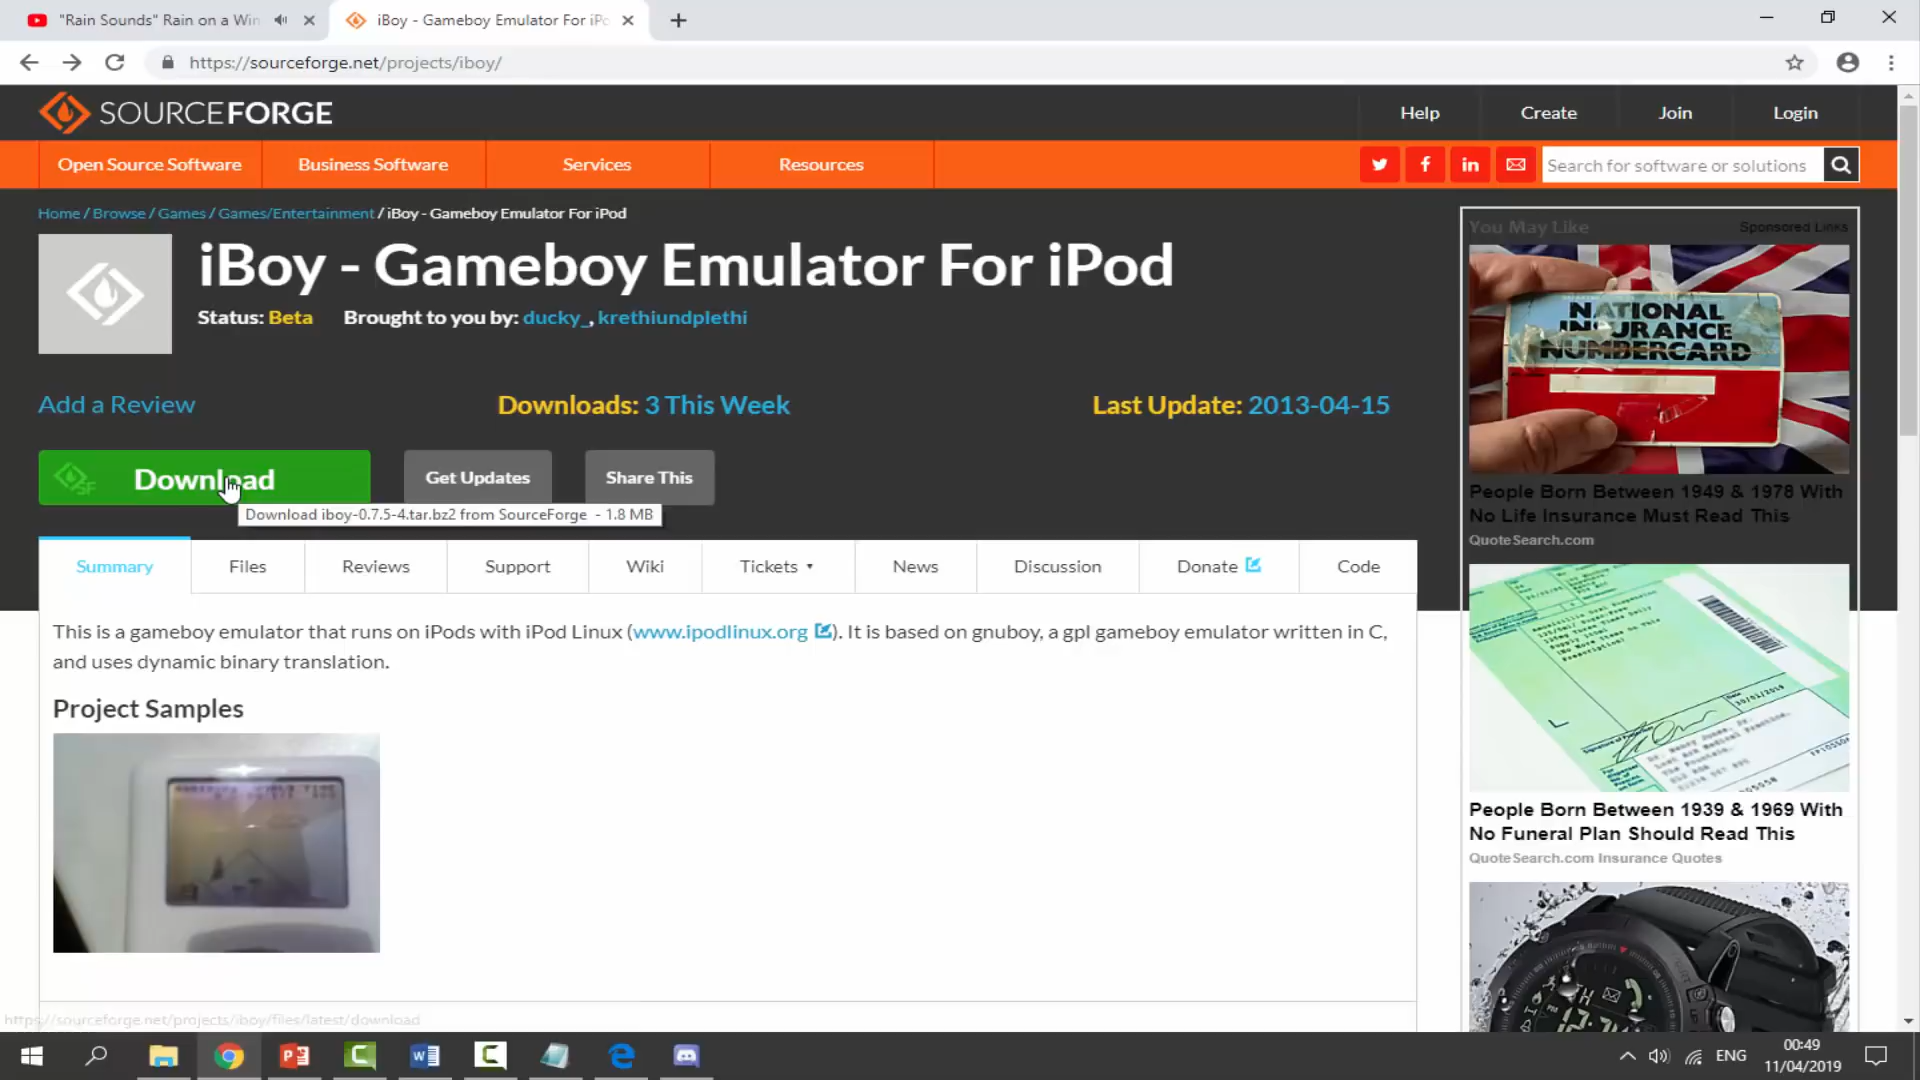 "Rain Sounds" Rain on a Win
iBoy - Gameboy Emulator For iPo
https://sourceforge.net/projects/iboy/
SOURCEFORGE
Help
Create
Join
Login
Open Source Software
Business Software
Services
Resources
Search for software or solutions
Home / Browse / Games / Games/Entertainment / iBoy - Gameboy Emulator For iPod
iBoy - Gameboy Emulator For iPod
Status: Beta
Brought to you by: ducky_, krethiundplethi
Add a Review
Downloads: 3 This Week
Last Update: 2013-04-15
SF
Download
Get Updates
Share This
Download iboy-0.7.5-4.tar.bz2 from SourceForge - 1.8 MB
Summary
Files
Reviews
Support
Wiki
Tickets
News
Discussion
Donate
Code
This is a gameboy emulator that runs on iPods with iPod Linux (www.ipodlinux.org). It is based on gnuboy, a gpl gameboy emulator written in C,
and uses dynamic binary translation.
Project Samples
You May Like
Sponsored Links
NATIONAL
INSURANCE
NUMBERCARD
People Born Between 1949 & 1978 With
No Life Insurance Must Read This
QuoteSearch.com
People Born Between 1939 & 1969 With
No Funeral Plan Should Read This
QuoteSearch.com Insurance Quotes
https://sourceforge.net/projects/iboy/files/latest/download
ENG
00:49
11/04/2019